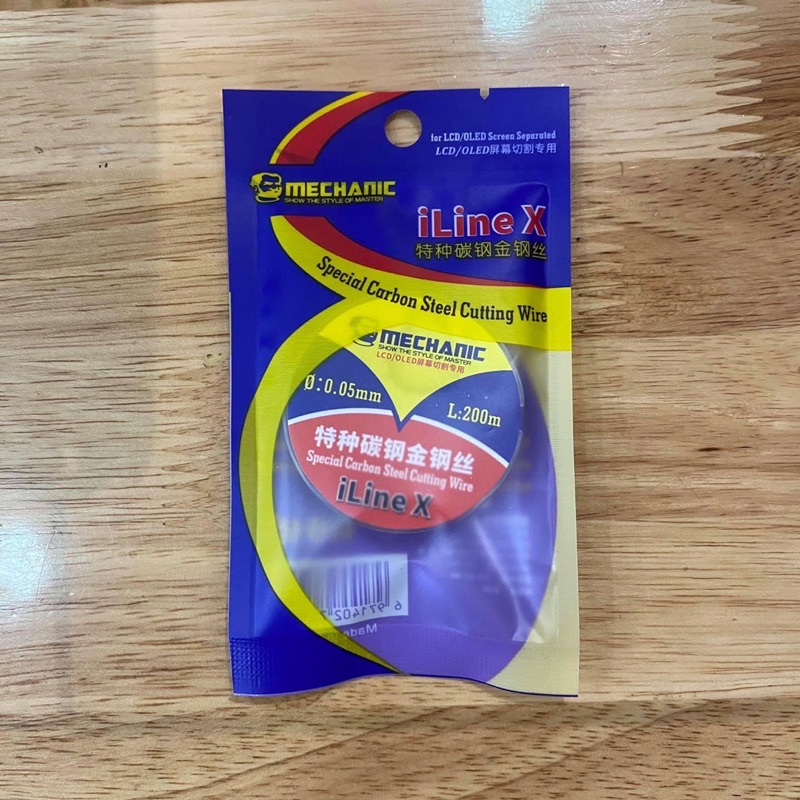 for LCD/OLED Screen Separated
LCD/OLED屏幕切割专用
MECHANIC
SHOW THE STYLE OF MASTER
iLine X
特种碳钢金钢丝
Special Carbon Steel Cutting Wire
MECHANIC
SHOW THE STYLE OF MASTER
LCD/OLED屏幕切割专用
Ø:0.05mm
L:200m
特种碳钢金钢丝
Special Carbon Steel Cutting Wire
iLine X
6 971402
Made